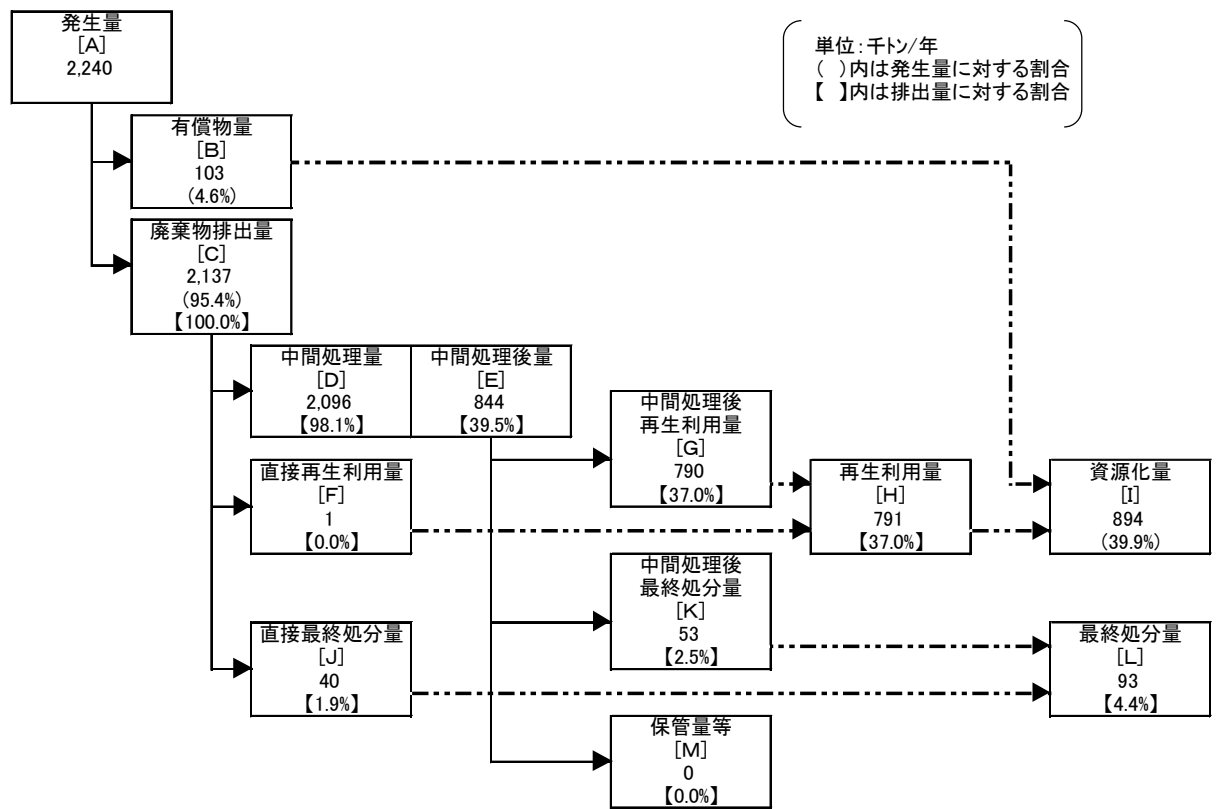 発生量
[A]
2,240
単位:千トン/年
( )内は発生量に対する割合
【 】内は排出量に対する割合
有償物量
[B]
103
(4.6%)
廃棄物排出量
[C]
2,137
(95.4%)
【100.0%】
中間処理量
[D]
2,096
【98.1%】
中間処理後量
[E]
844
【39.5%】
中間処理後
再生利用量
[G]
790
【37.0%】
直接再生利用量
[F]
1
【0.0%】
再生利用量
[H]
791
【37.0%】
資源化量
[I]
894
(39.9%)
中間処理後
最終処分量
[K]
53
【2.5%】
直接最終処分量
[J]
40
【1.9%】
最終処分量
[L]
93
【4.4%】
保管量等
[M]
0
【0.0%】